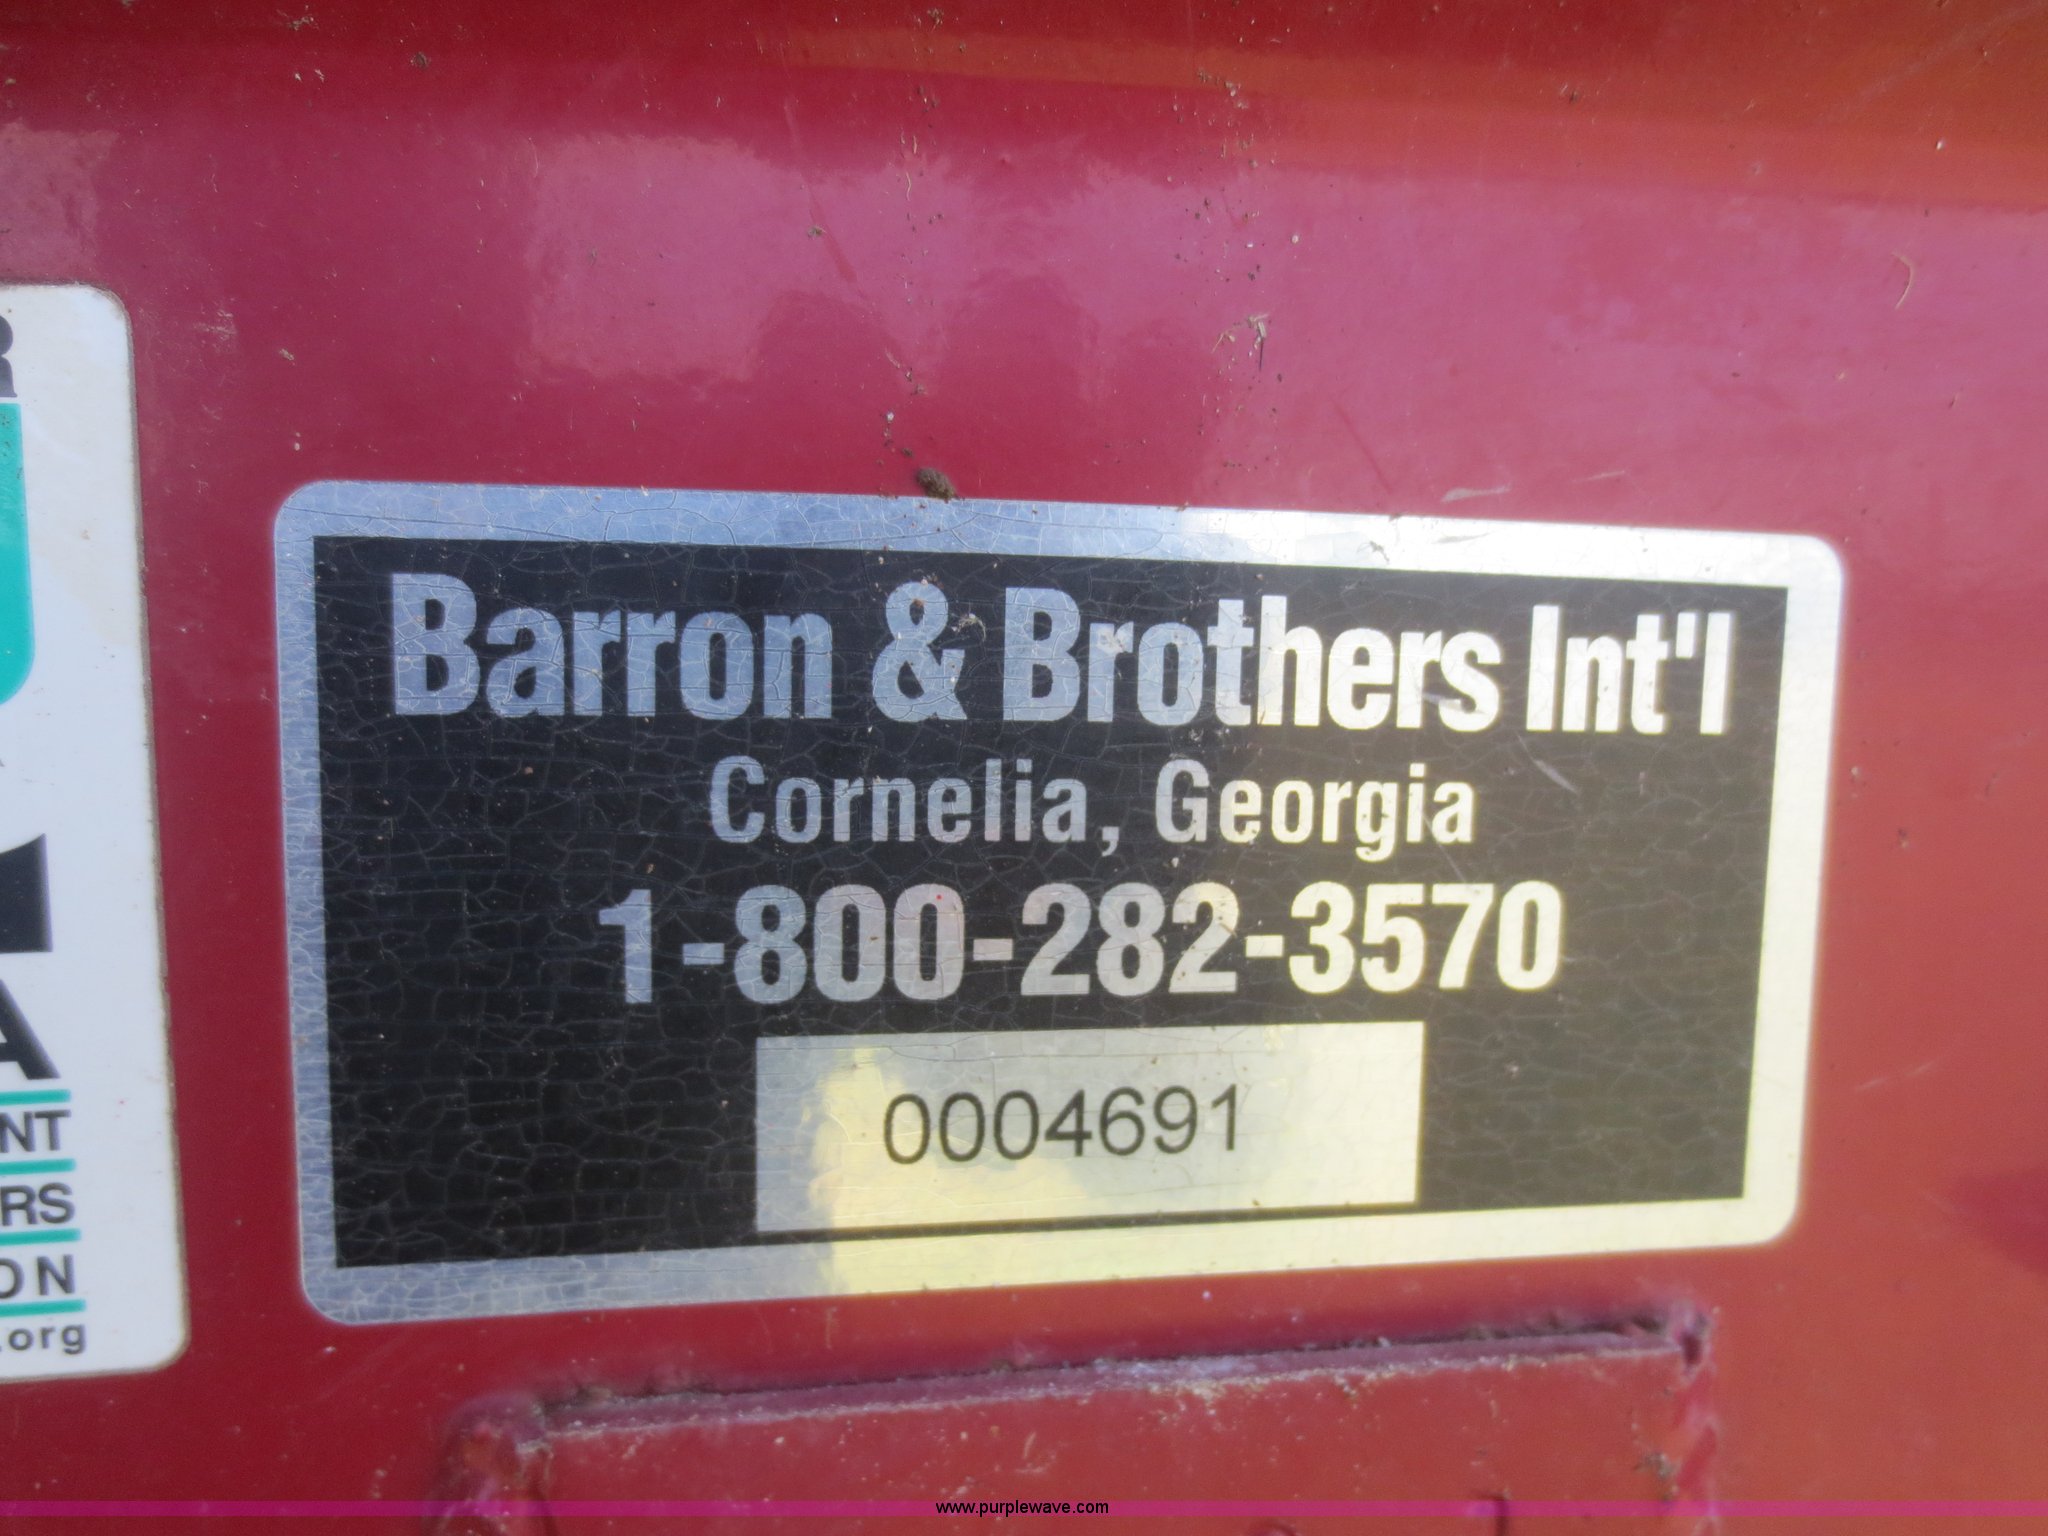 Barron & Brothers Int'l
Cornelia, Georgia
1-800-282-3570
0004691
R
A
NT
RS
ON
.org
www.purplewave.com